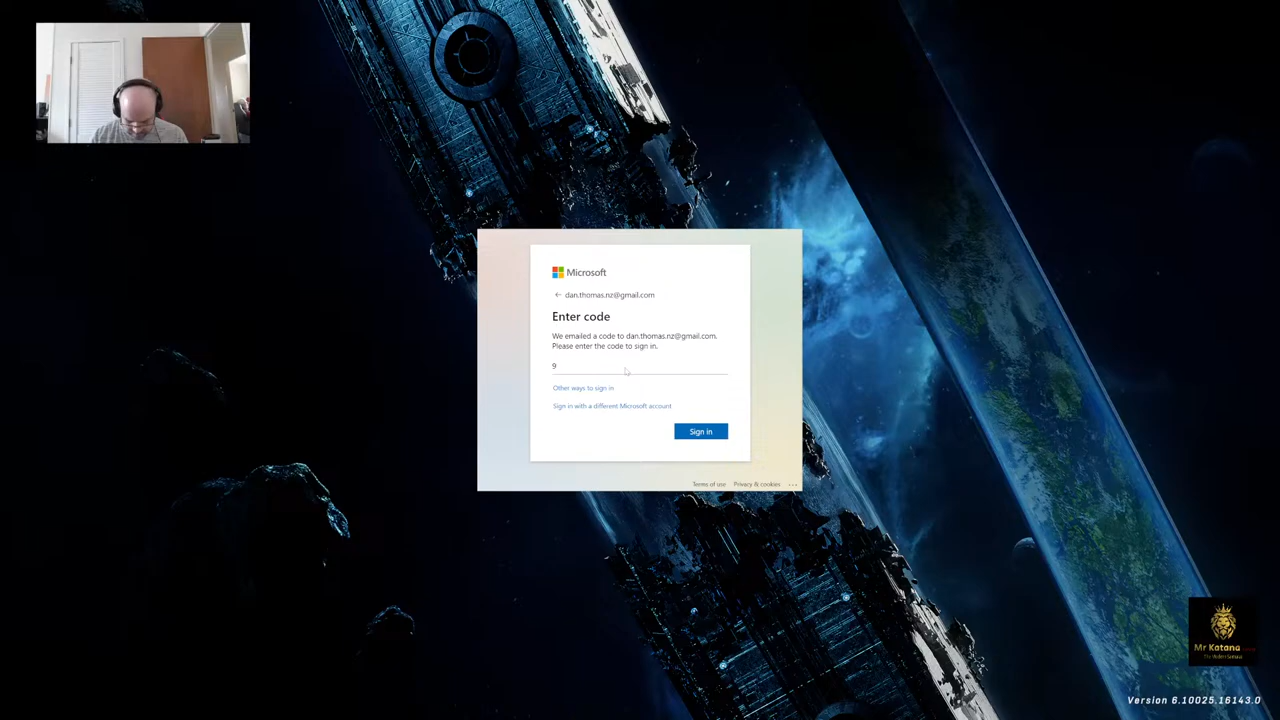 Microsoft
← dan.thomas.nz@gmail.com
Enter code
We emailed a code to dan.thomas.nz@gmail.com.
Please enter the code to sign in.
9
Other ways to sign in
Sign in with a different Microsoft account
Sign in
Terms of use Privacy & cookies ...
Mr Katana
Version 6.10025.16143.0